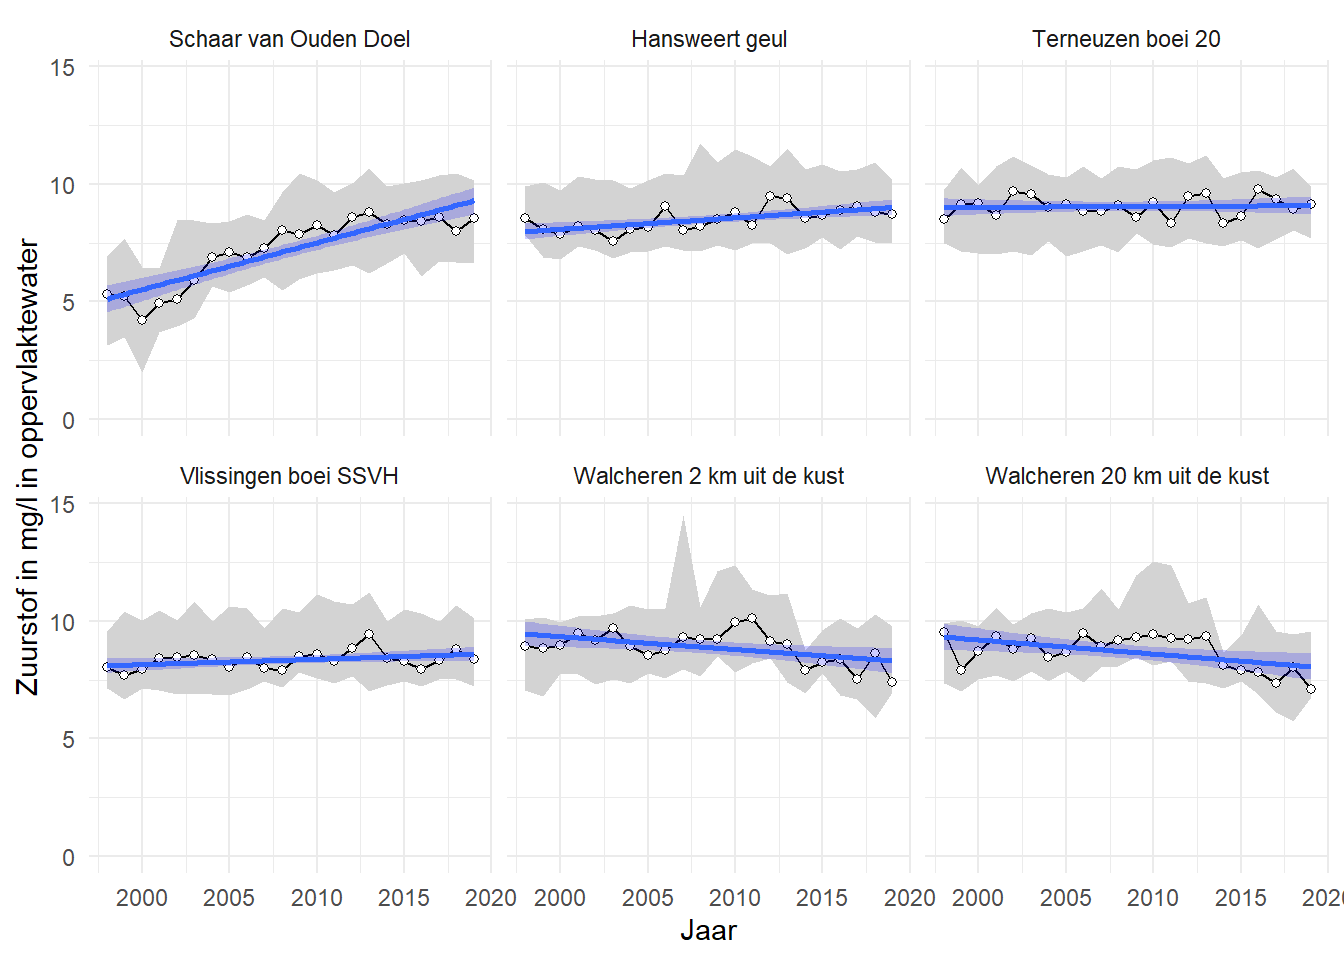 Schaar van Ouden Doel
Hansweert geul
Terneuzen boei 20
15
10
5
0
Vlissingen boei SSVH
Walcheren 2 km uit de kust
Walcheren 20 km uit de kust
15
10
5
0
2000 2005 2010 2015 2020
2000 2005 2010 2015 2020
2000 2005 2010 2015 202
Jaar
Zuurstof in mg/l in oppervlaktewater